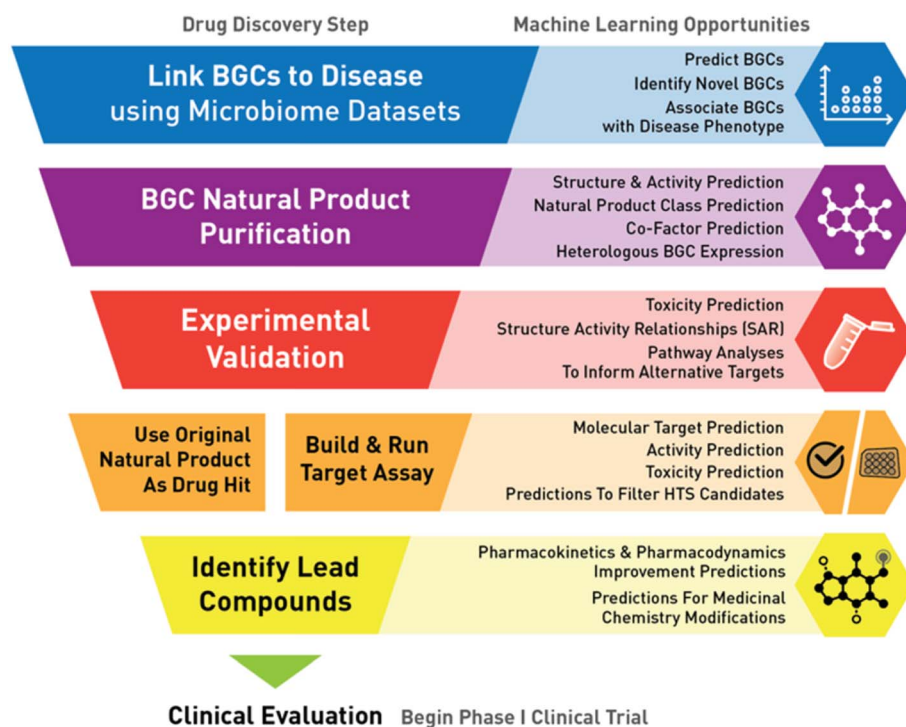 Drug Discovery Step
Machine Learning Opportunities
Link BGCs to Disease
using Microbiome Datasets
Predict BGCs
Identify Novel BGCs
Associate BGCs
with Disease Phenotype
BGC Natural Product
Purification
Structure & Activity Prediction
Natural Product Class Prediction
Co-Factor Prediction
Heterologous BGC Expression
Experimental
Validation
Toxicity Prediction
Structure Activity Relationships (SAR)
Pathway Analyses
To Inform Alternative Targets
Use Original
Natural Product
As Drug Hit
Build & Run
Target Assay
Molecular Target Prediction
Activity Prediction
Toxicity Prediction
Predictions To Filter HTS Candidates
Identify Lead
Compounds
Pharmacokinetics & Pharmacodynamics
Improvement Predictions
Predictions For Medicinal
Chemistry Modifications
Clinical Evaluation Begin Phase I Clinical Trial